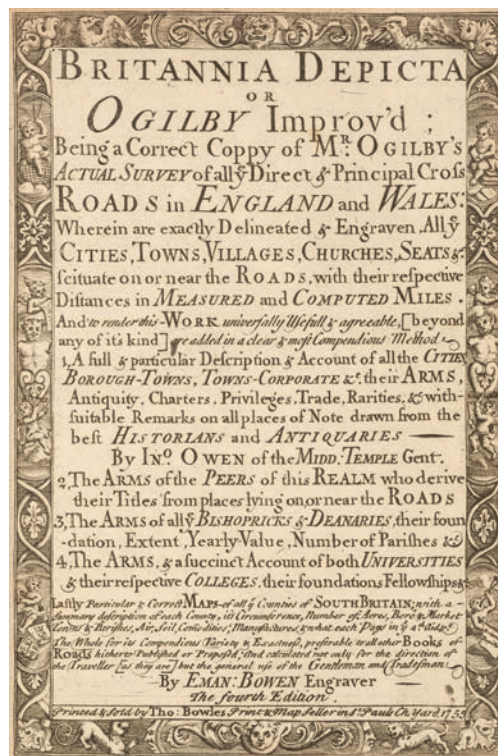 BRITANNIA DEPICTA
OR
OGILBY Improv'd ;
Being a Correct Coppy of Mr. OGILBY's
ACTUAL SURVEY of all ye Direct & Principal Cross
ROADS in ENGLAND and WALES:
Wherein are exactly Delineated & Engraven, All ye
CITIES, TOWNS, VILLAGES, CHURCHES, SEATS &c.
scituate on or near the ROADS, with their respective
Distances in MEASURED and COMPUTED MILES.
And to render this WORK universally Usefull & agreeable, [beyond
any of it's kind] are added in a clear & most Compendious Method
1, A full & particular Description & Account of all the CITIES
BOROUGH-TOWNS, TOWNS-CORPORATE &c. their ARMS,
Antiquity, Charters, Privileges, Trade, Rarities, &c with
suitable Remarks on all places of Note drawn from the
best HISTORIANS and ANTIQUARIES —
By Ino. OWEN of the MIDD: TEMPLE Gent.
2, The ARMS of the PEERS of this REALM who derive
their Titles from places lying on, or near the ROADS
3, The ARMS of all ye BISHOPRICKS & DEANARIES, their foun
dation, Extent, Yearly Value, Number of Parishes &c
4, The ARMS, & a succinct Account of both UNIVERSITIES
& their respective COLLEGES, their foundations Fellowships &c
Lastly Particular & Correct MAPS of all ye Counties of SOUTH BRITAIN; with a
Summary description of each County, its Circumference, Number of Acres, Boro' & Market
Towns & Parishes, Air, Soil, Comodities, Manufactures, & what each Pays in ye 4s. Aid &c
The Whole for its Compendious Variety & Exactness, preferable to all other Books of
Roads hitherto Published or Propos'd; And calculated not only for the direction of
the Traveller [as they are] but the general use of the Gentleman and Tradesman.
By EMAN: BOWEN Engraver
The fourth Edition
Printed & Sold by Tho: Bowles Print & Map Seller in St. Pauls Ch. Yard 1753